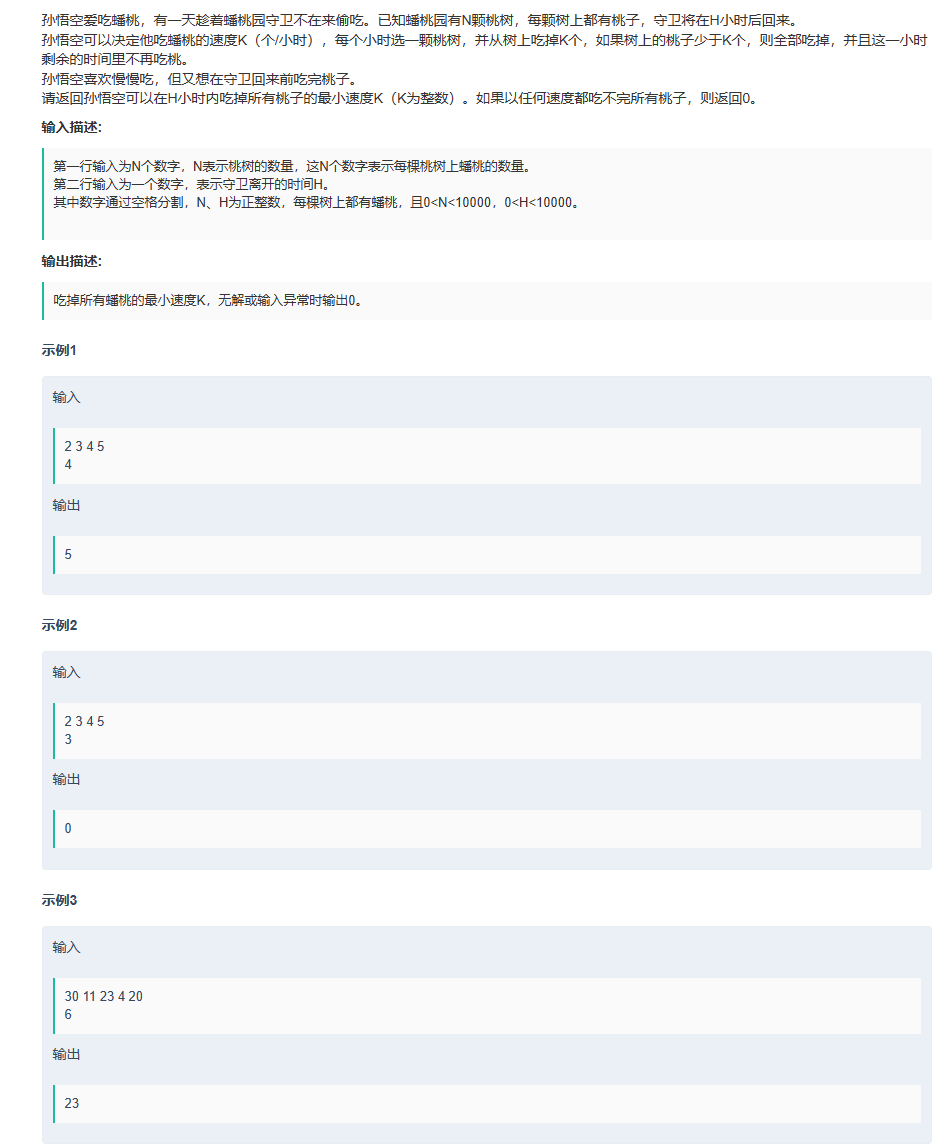 孙悟空爱吃蟠桃，有一天趁着蟠桃园守卫不在来偷吃。已知蟠桃园有N颗桃树，每颗树上都有桃子，守卫将在H小时后回来。
孙悟空可以决定他吃蟠桃的速度K（个/小时），每个小时选一颗桃树，并从树上吃掉K个，如果树上的桃子少于K个，则全部吃掉，并且这一小时
剩余的时间里不再吃桃。
孙悟空喜欢慢慢吃，但又想在守卫回来前吃完桃子。
请返回孙悟空可以在H小时内吃掉所有桃子的最小速度K（K为整数）。如果以任何速度都吃不完所有桃子，则返回0。
输入描述:
第一行输入为N个数字，N表示桃树的数量，这N个数字表示每棵桃树上蟠桃的数量。
第二行输入为一个数字，表示守卫离开的时间H。
其中数字通过空格分割，N、H为正整数，每棵树上都有蟠桃，且0<N<10000，0<H<10000。
输出描述:
吃掉所有蟠桃的最小速度K，无解或输入异常时输出0。
示例1
输入
2 3 4 5
4
输出
5
示例2
输入
2 3 4 5
3
输出
0
示例3
输入
30 11 23 4 20
6
输出
23